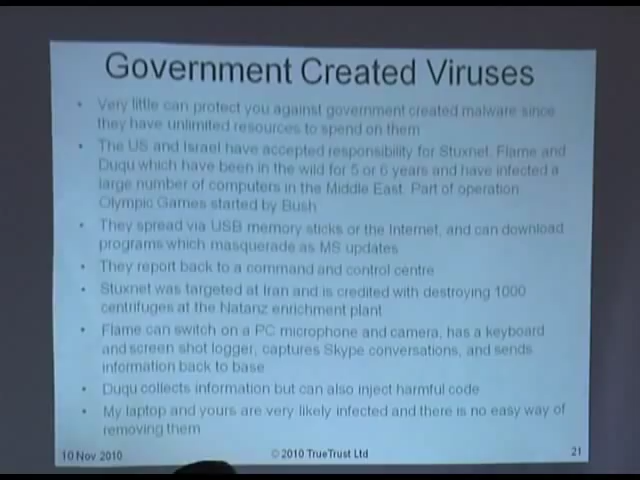 Government Created Viruses
• Very little can protect you against government created malware since
they have unlimited resources to spend on them
• The US and Israel have accepted responsibility for Stuxnet, Flame and
Duqu which have been in the wild for 5 or 6 years and have infected a
large number of computers in the Middle East. Part of operation
Olympic Games started by Bush
• They spread via USB memory sticks or the Internet, and can download
programs which masquerade as MS updates
• They report back to a command and control centre
• Stuxnet was targeted at Iran and is credited with destroying 1000
centrifuges at the Natanz enrichment plant
• Flame can switch on a PC microphone and camera, has a keyboard
and screen shot logger, captures Skype conversations, and sends
information back to base
• Duqu collects information but can also inject harmful code
• My laptop and yours are very likely infected and there is no easy way of
removing them
10 Nov 2010 © 2010 TrueTrust Ltd 21